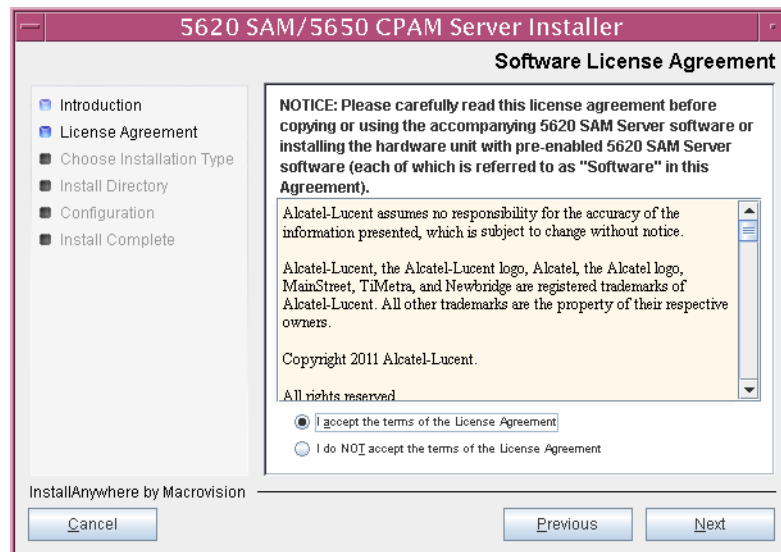 5620 SAM/5650 CPAM Server Installer
Software License Agreement
Introduction
License Agreement
Choose Installation Type
Install Directory
Configuration
Install Complete
NOTICE: Please carefully read this license agreement before
copying or using the accompanying 5620 SAM Server software or
installing the hardware unit with pre-enabled 5620 SAM Server
software (each of which is referred to as "Software" in this
Agreement).
Alcatel-Lucent assumes no responsibility for the accuracy of the
information presented, which is subject to change without notice.
Alcatel-Lucent, the Alcatel-Lucent logo, Alcatel, the Alcatel logo,
MainStreet, TiMetra, and Newbridge are registered trademarks of
Alcatel-Lucent. All other trademarks are the property of their respective
owners.
Copyright 2011 Alcatel-Lucent.
All rights reserved
I accept the terms of the License Agreement
I do NOT accept the terms of the License Agreement
InstallAnywhere by Macrovision
Cancel
Previous
Next